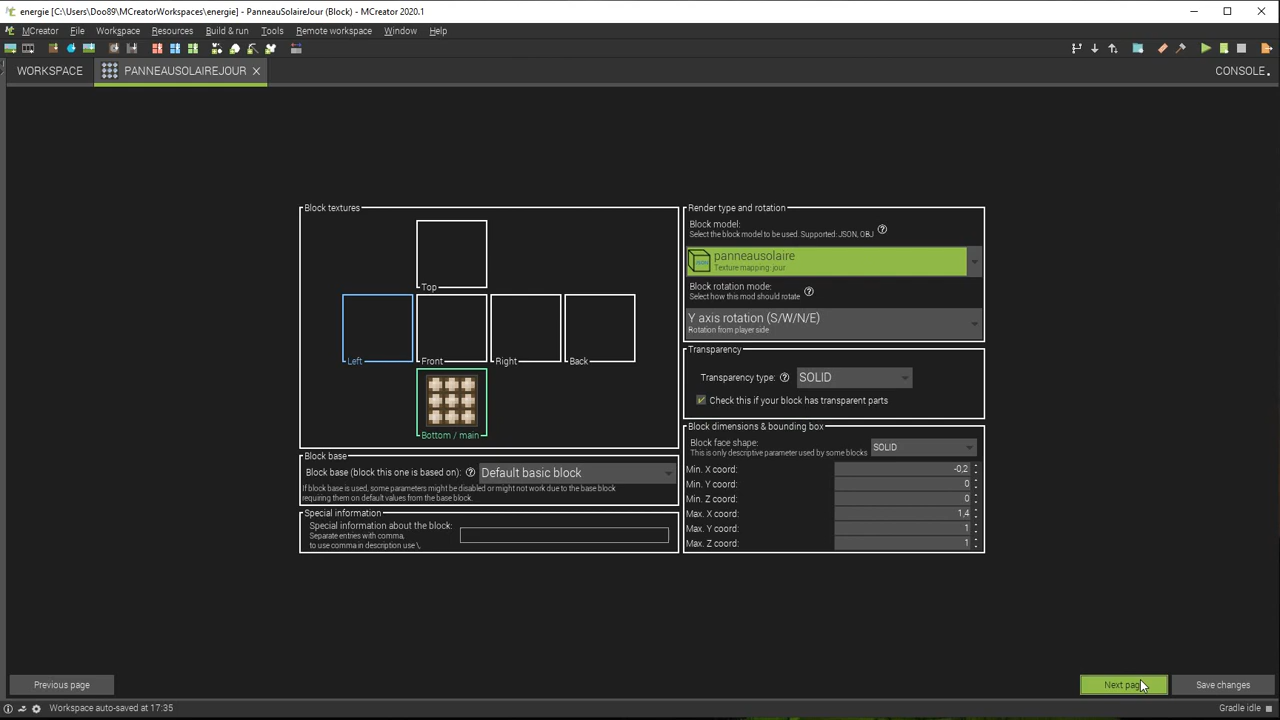 energie [C:\Users\Doo89\MCreatorWorkspaces\energie] - PanneauSolaireJour (Block) - MCreator 2020.1
MCreator File Workspace Resources Build & run Tools Remote workspace Window Help
WORKSPACE PANNEAUSOLAIREJOUR CONSOLE
Block textures
Top
Left Front Right Back
Bottom / main
Block base
Block base (block this one is based on): Default basic block
If block base is used, some parameters might be disabled or might not work due to the base block
requiring them on default values from the base block.
Special information
Special information about the block:
Separate entries with comma,
to use comma in description use \,
Render type and rotation
Block model:
Select the block model to be used. Supported: JSON, OBJ
panneausolaire
Texture mapping: jour
Block rotation mode:
Select how this mod should rotate
Y axis rotation (S/W/N/E)
Rotation from player side
Transparency
Transparency type: SOLID
Check this if your block has transparent parts
Block dimensions & bounding box
Block face shape: SOLID
This is only descriptive parameter used by some blocks
Min. X coord: -0,2
Min. Y coord: 0
Min. Z coord: 0
Max. X coord: 1,4
Max. Y coord: 1
Max. Z coord: 1
Previous page Next page Save changes
Workspace auto-saved at 17:35 Gradle idle